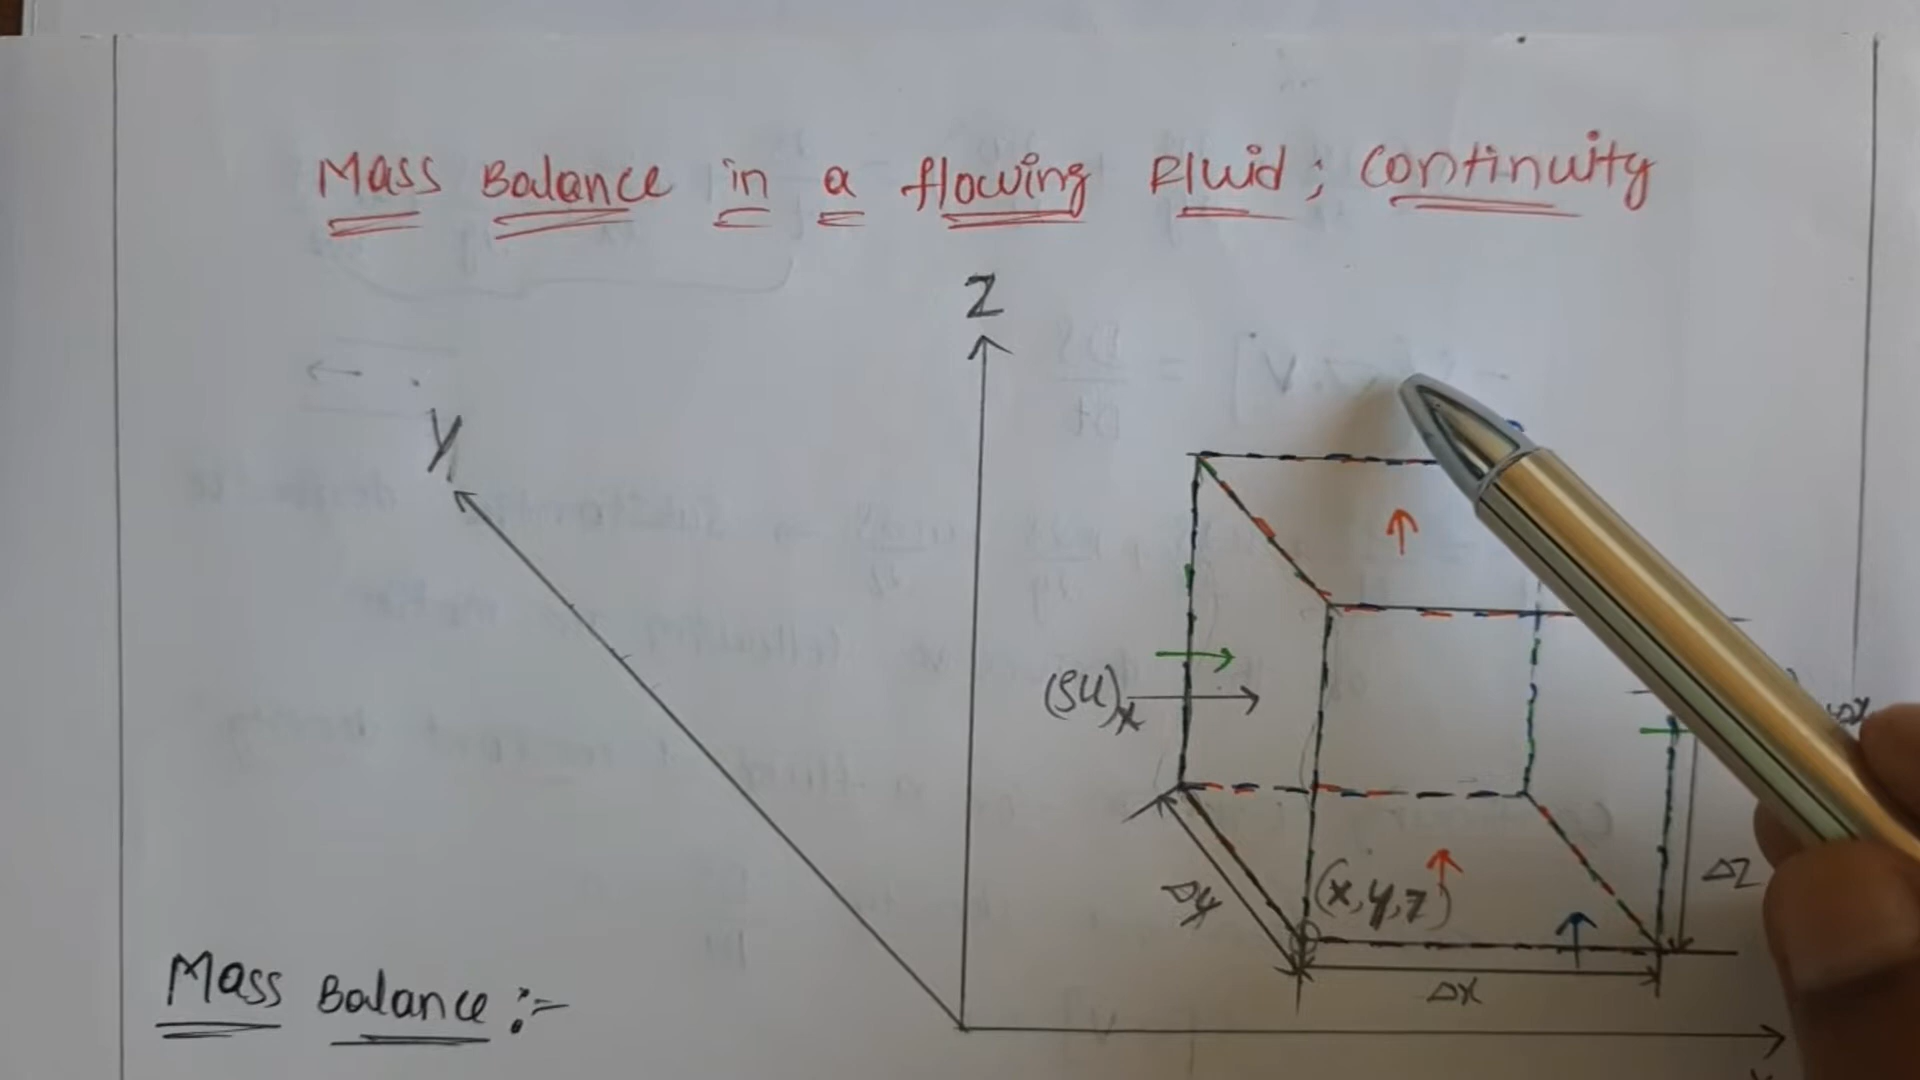 Mass Balance in a flowing Fluid; Continuity
Z
y
(ρu)x
Δy
(x,y,z)
ΔZ
Δx
Mass Balance :-